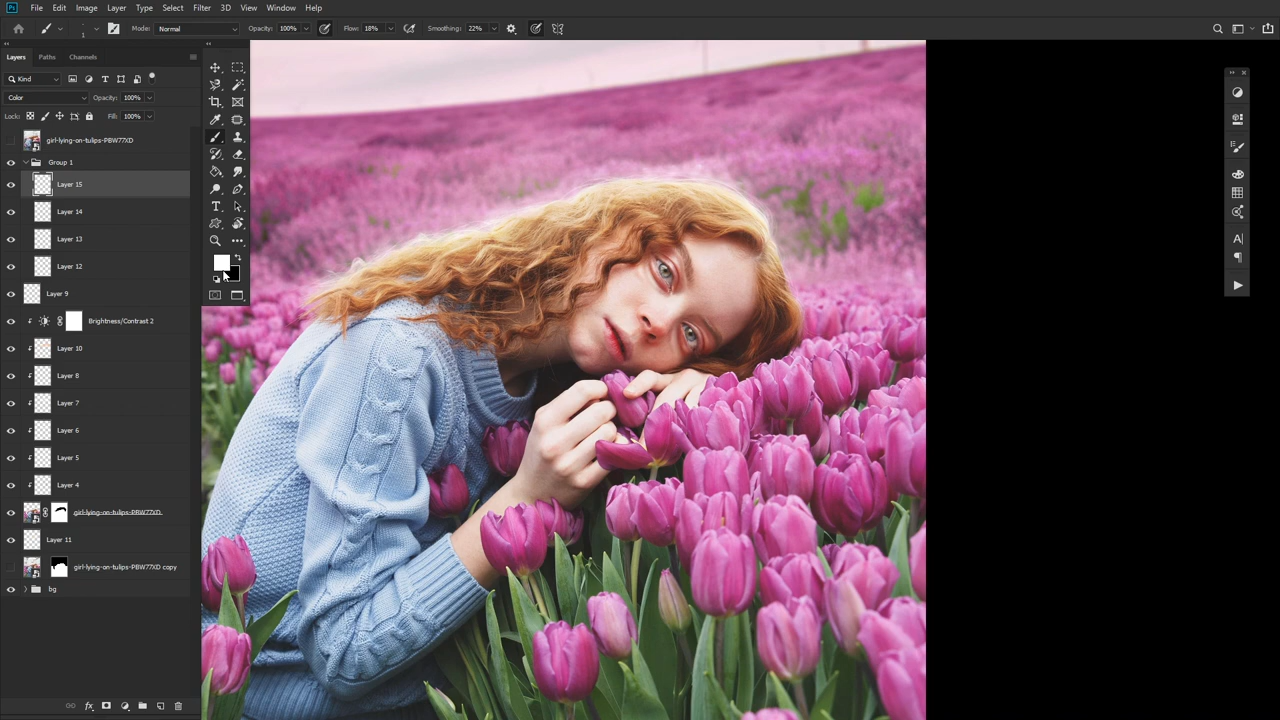 Ps File Edit Image Layer Type Select Filter 3D View Window Help
1 Mode: Normal Opacity: 100% Flow: 18% Smoothing: 22%
Layers Paths Channels
Kind
Color Opacity: 100%
Lock: Fill: 100%
girl-lying-on-tulips-PBW77XD
Group 1
Layer 15
Layer 14
Layer 13
Layer 12
Layer 9
Brightness/Contrast 2
Layer 10
Layer 8
Layer 7
Layer 6
Layer 5
Layer 4
girl-lying-on-tulips-PBW77XD
Layer 11
girl-lying-on-tulips-PBW77XD copy
bg
fx